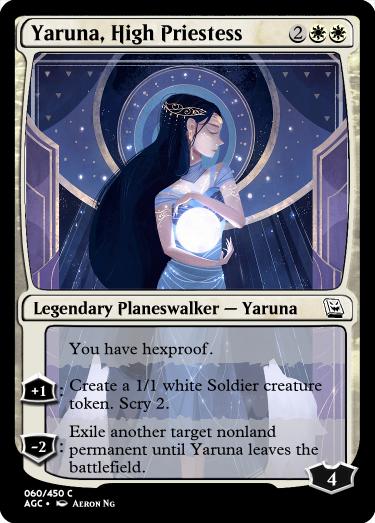 Yaruna, High Priestess 2
Legendary Planeswalker — Yaruna
You have hexproof.
+1: Create a 1/1 white Soldier creature
token. Scry 2.
-2: Exile another target nonland
permanent until Yaruna leaves the
battlefield.
4
060/450 C
AGC • Aeron Ng